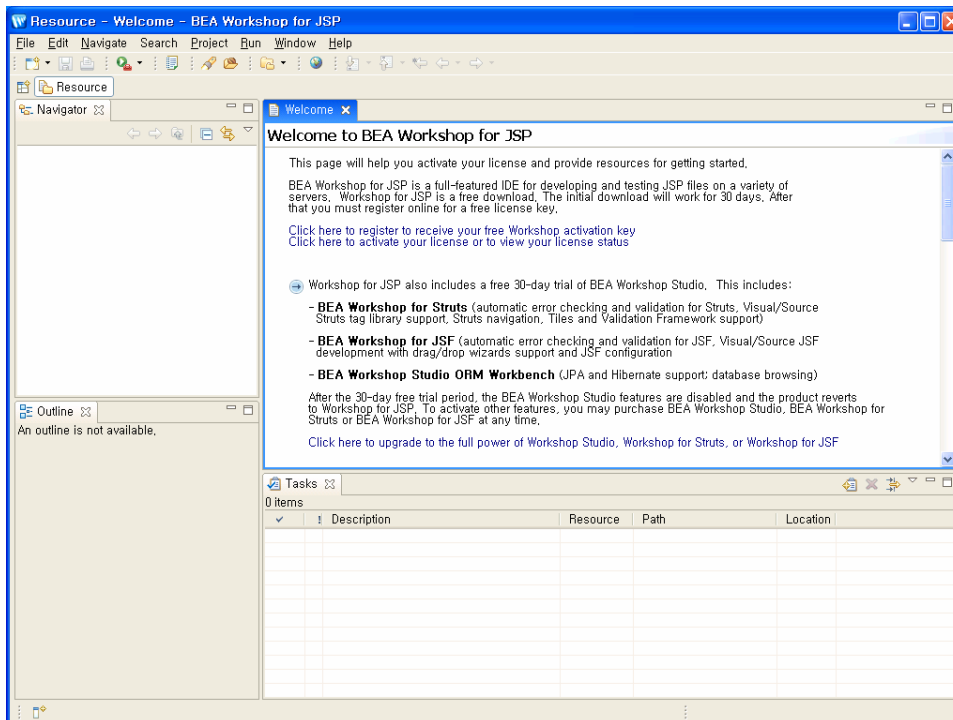 Resource - Welcome - BEA Workshop for JSP
File Edit Navigate Search Project Run Window Help
Resource
Navigator
Welcome
Welcome to BEA Workshop for JSP
This page will help you activate your license and provide resources for getting started.
BEA Workshop for JSP is a full-featured IDE for developing and testing JSP files on a variety of
servers. Workshop for JSP is a free download. The initial download will work for 30 days. After
that you must register online for a free license key.
Click here to register to receive your free Workshop activation key
Click here to activate your license or to view your license status
Workshop for JSP also includes a free 30-day trial of BEA Workshop Studio. This includes:
- BEA Workshop for Struts (automatic error checking and validation for Struts, Visual/Source
Struts tag library support, Struts navigation, Tiles and Validation Framework support)
- BEA Workshop for JSF (automatic error checking and validation for JSF, Visual/Source JSF
development with drag/drop wizards support and JSF configuration
- BEA Workshop Studio ORM Workbench (JPA and Hibernate support; database browsing)
After the 30-day free trial period, the BEA Workshop Studio features are disabled and the product reverts
to Workshop for JSP. To activate other features, you may purchase BEA Workshop Studio, BEA Workshop for
Struts or BEA Workshop for JSF at any time.
Click here to upgrade to the full power of Workshop Studio, Workshop for Struts, or Workshop for JSF
Outline
An outline is not available.
Tasks
0 items
! Description Resource Path Location